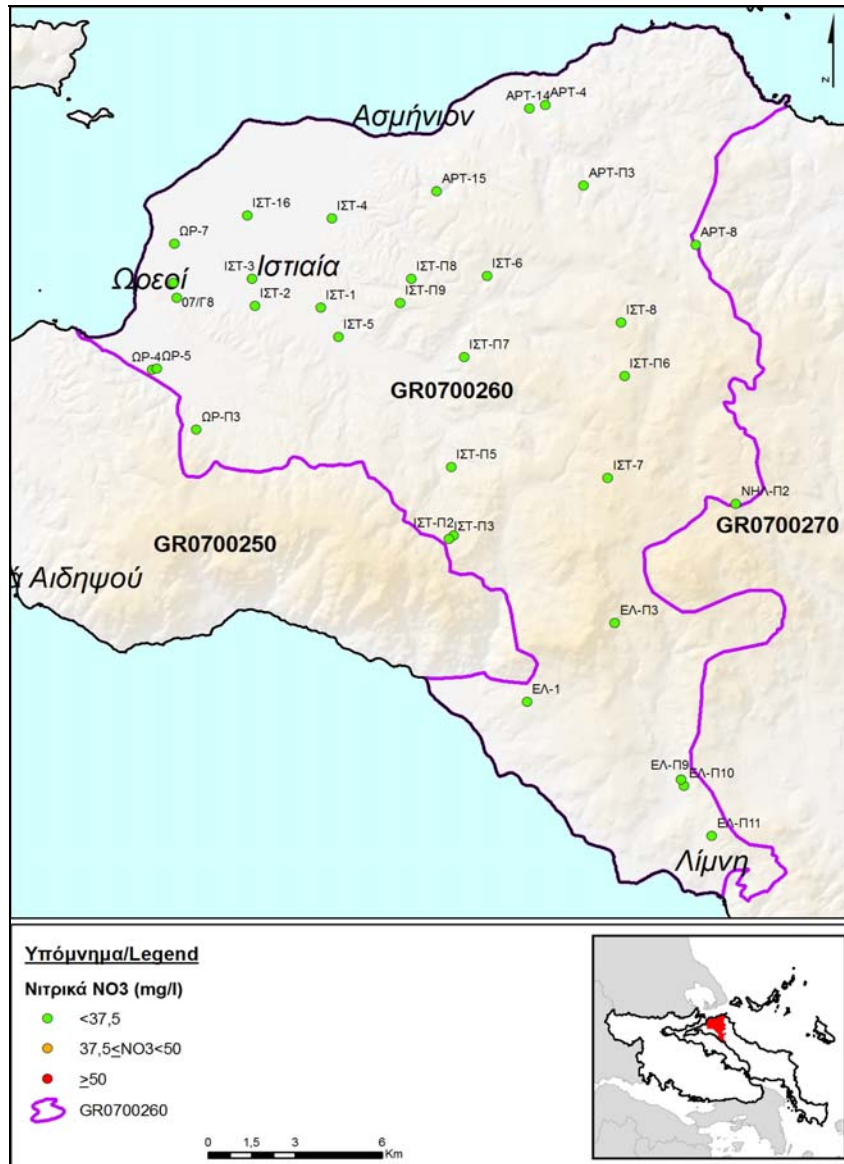 Ασμήνιον
ΑΡΤ-14
ΑΡΤ-4
Z
ΑΡΤ-15
ΑΡΤ-Π3
ΙΣΤ-16
ΙΣΤ-4
ΩΡ-7
ΑΡΤ-8
Ωρεοί
ΙΣΤ-3
Ιστιαία
ΙΣΤ-Π8
ΙΣΤ-6
07/Γ8
ΙΣΤ-2
ΙΣΤ-1
ΙΣΤ-Π9
ΙΣΤ-5
ΙΣΤ-8
ΩΡ-4
ΩΡ-5
ΙΣΤ-Π7
ΙΣΤ-Π6
GR0700260
ΩΡ-Π3
ΙΣΤ-Π5
ΙΣΤ-7
ΝΗΛ-Π2
ΙΣΤ-Π2
ΙΣΤ-Π3
GR0700270
GR0700250
ά Αιδηψού
ΕΛ-Π3
ΕΛ-1
ΕΛ-Π9
ΕΛ-Π10
ΕΛ-Π11
Λίμνη
Υπόμνημα/Legend
Νιτρικά NO3 (mg/l)
<37,5
37,5≤NO3<50
≥50
GR0700260
0 1,5 3 6
Km